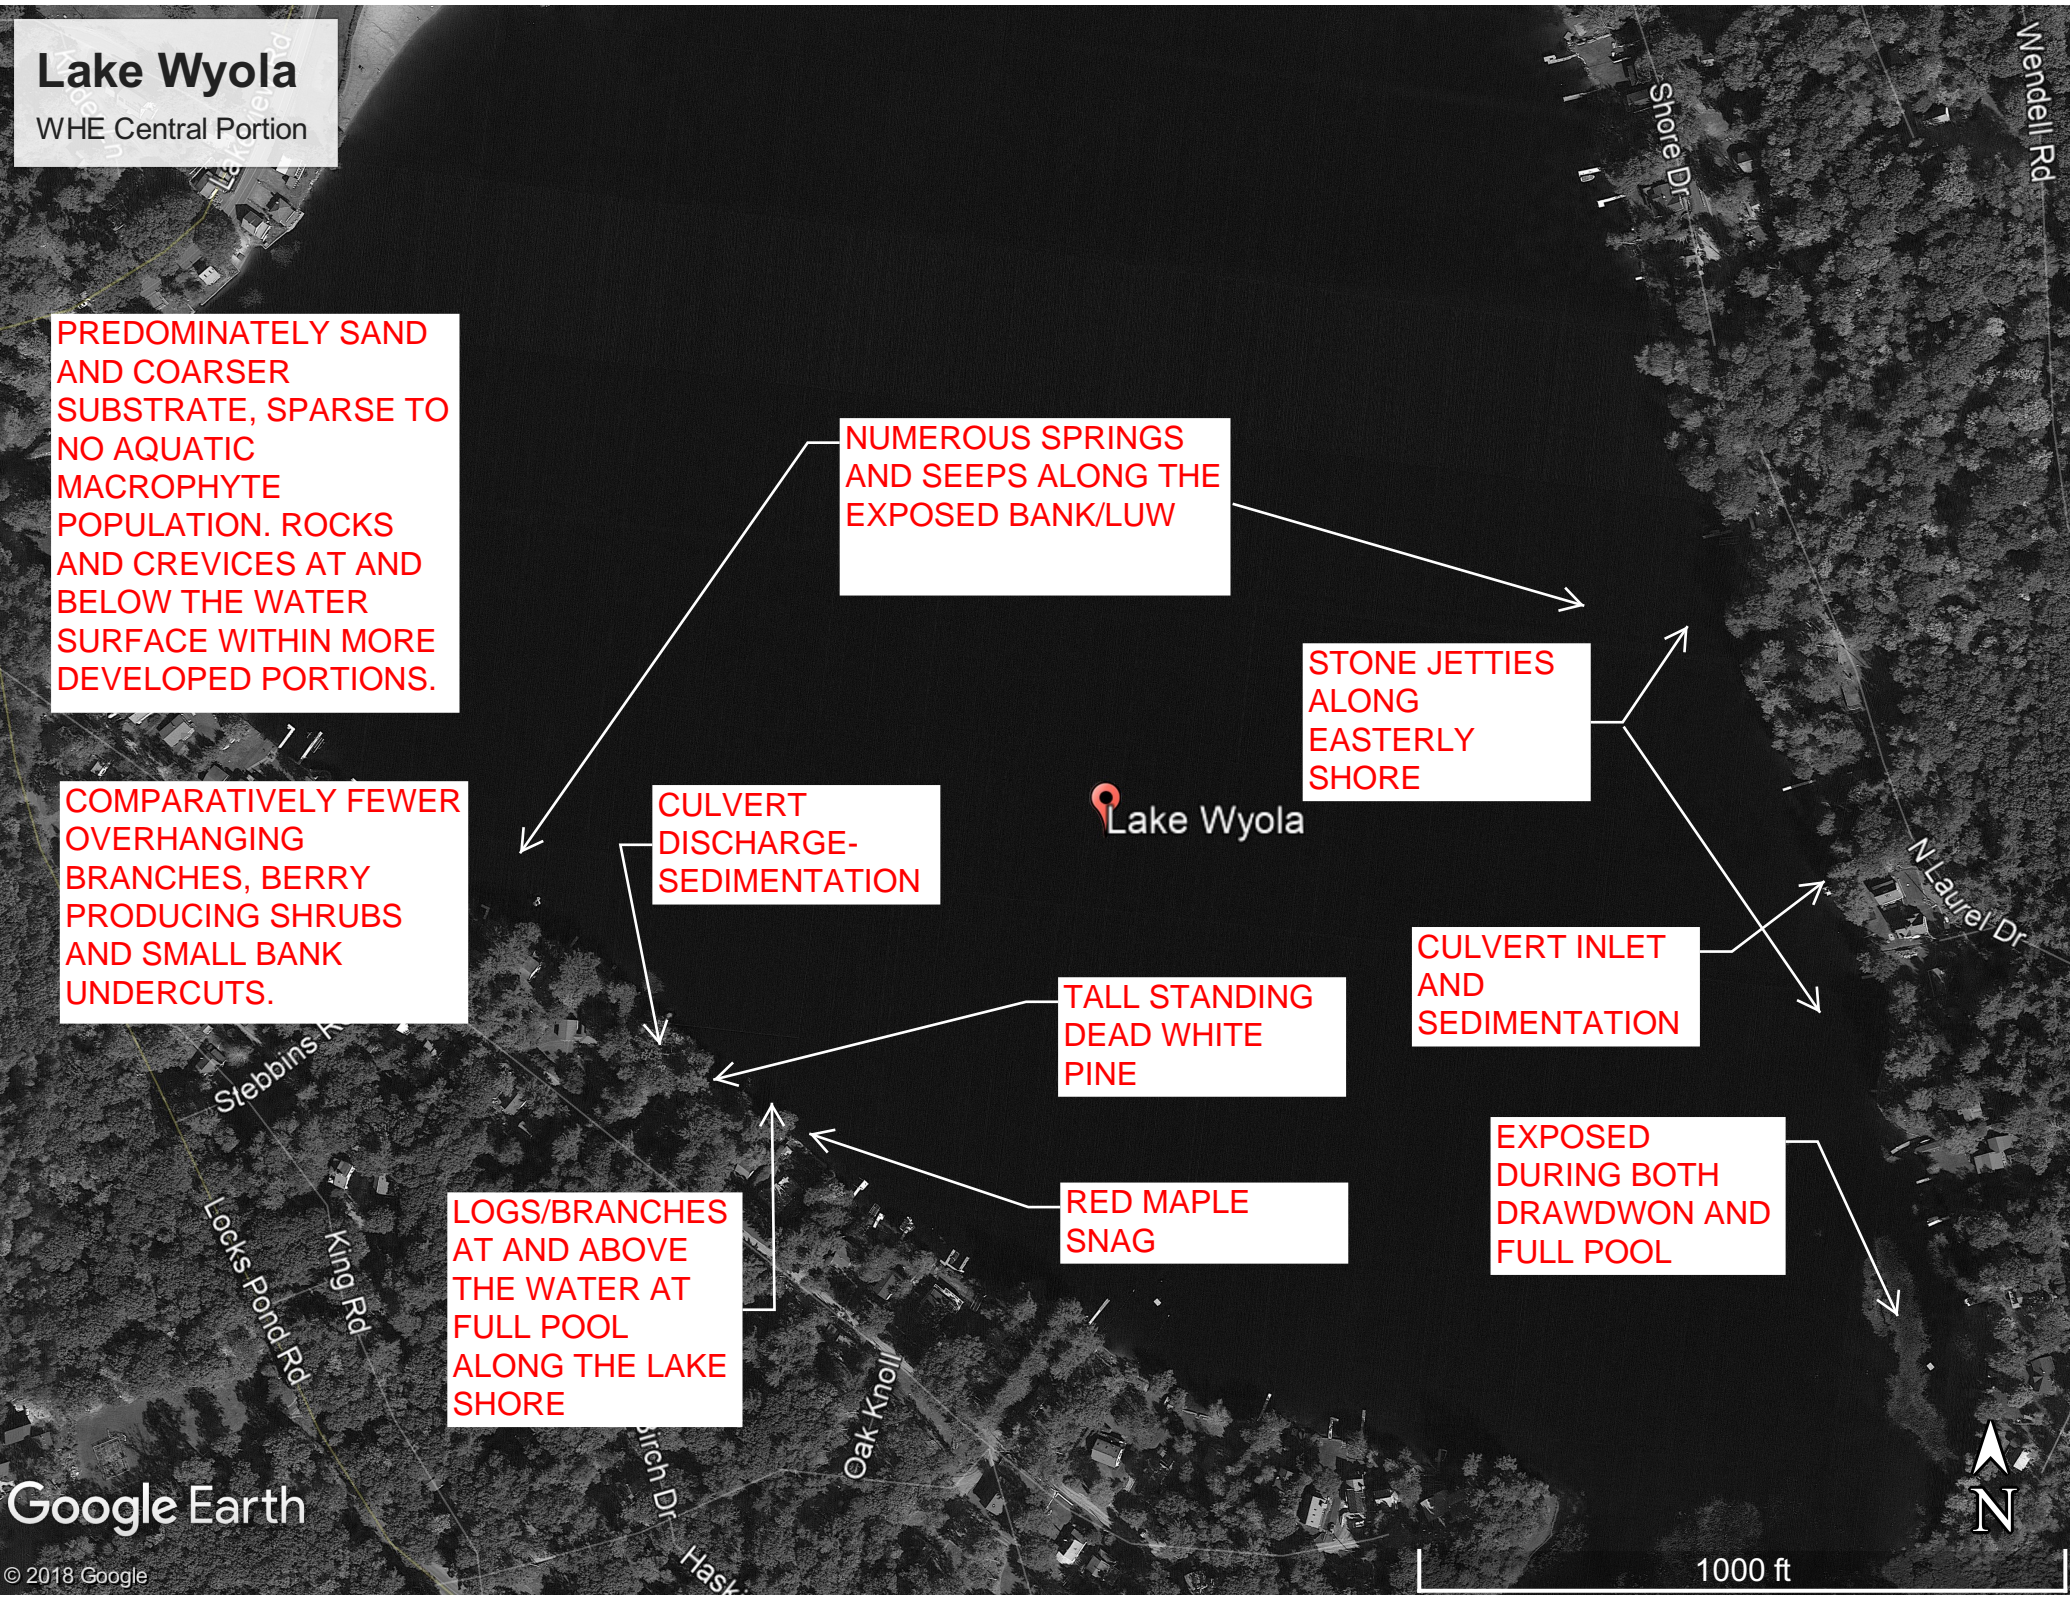 Lake Wyola
WHE Central Portion
Shore Dr
Wendell Rd
PREDOMINATELY SAND
AND COARSER
SUBSTRATE, SPARSE TO
NO AQUATIC
MACROPHYTE
POPULATION. ROCKS
AND CREVICES AT AND
BELOW THE WATER
SURFACE WITHIN MORE
DEVELOPED PORTIONS.
NUMEROUS SPRINGS
AND SEEPS ALONG THE
EXPOSED BANK/LUW
STONE JETTIES
ALONG
EASTERLY
SHORE
COMPARATIVELY FEWER
OVERHANGING
BRANCHES, BERRY
PRODUCING SHRUBS
AND SMALL BANK
UNDERCUTS.
CULVERT
DISCHARGE-
SEDIMENTATION
Lake Wyola
N Laurel Dr
CULVERT INLET
AND
SEDIMENTATION
TALL STANDING
DEAD WHITE
PINE
Stebbins R
EXPOSED
DURING BOTH
DRAWDWON AND
FULL POOL
RED MAPLE
SNAG
LOGS/BRANCHES
AT AND ABOVE
THE WATER AT
FULL POOL
ALONG THE LAKE
SHORE
Locks Pond Rd
King Rd
Oak Knoll
Birch Dr
Haski
Google Earth
N
© 2018 Google
1000 ft